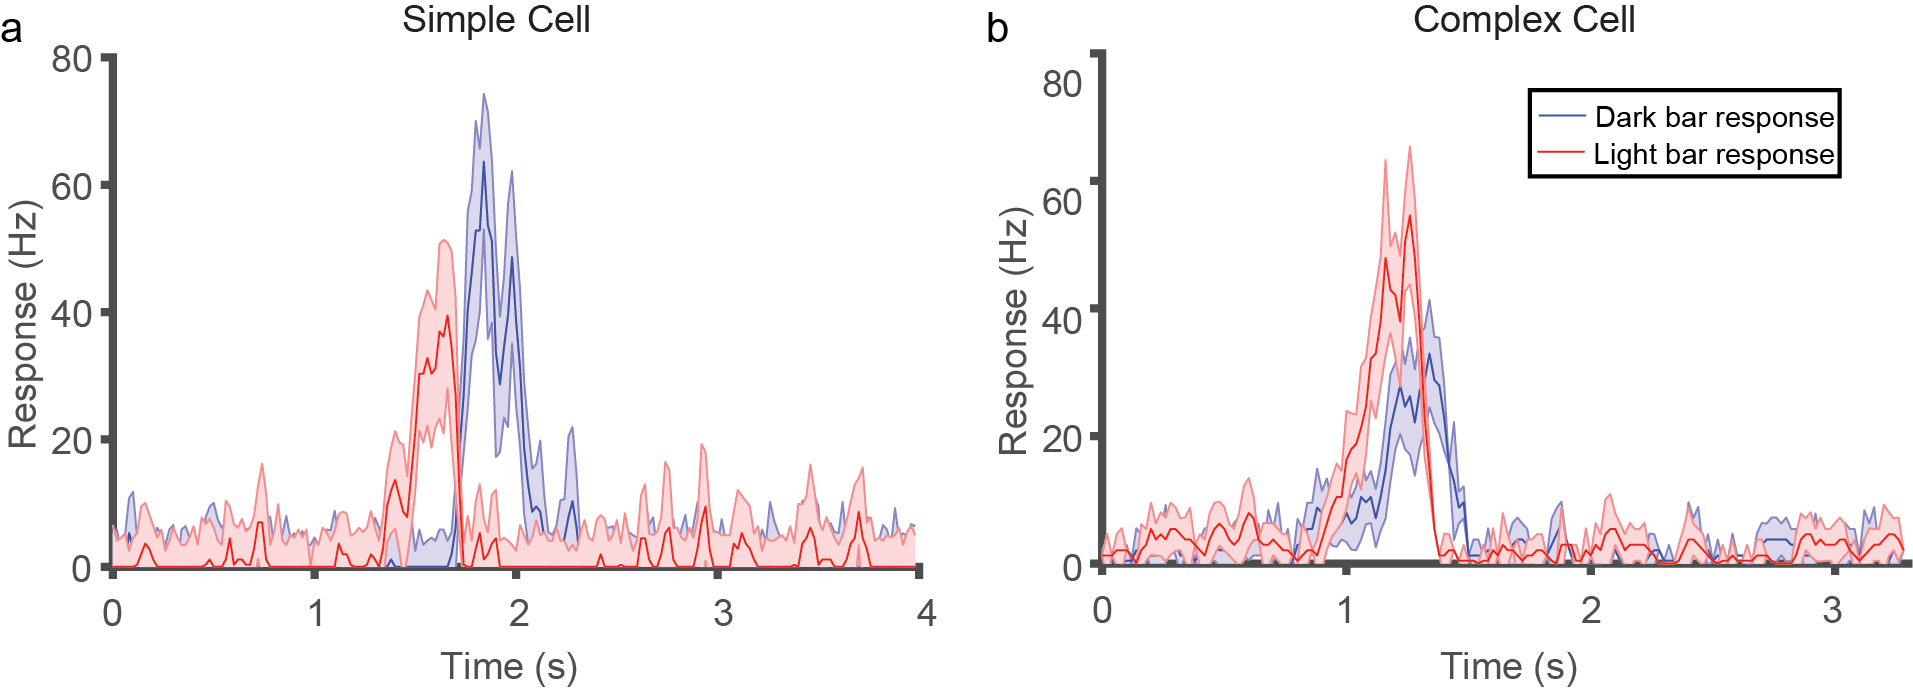 a
Simple Cell
80
60
40
20
0
Response (Hz)
0 1 2 3 4
Time (s)
b
Complex Cell
80
60
40
20
0
Response (Hz)
0 1 2 3
Time (s)
Dark bar response
Light bar response